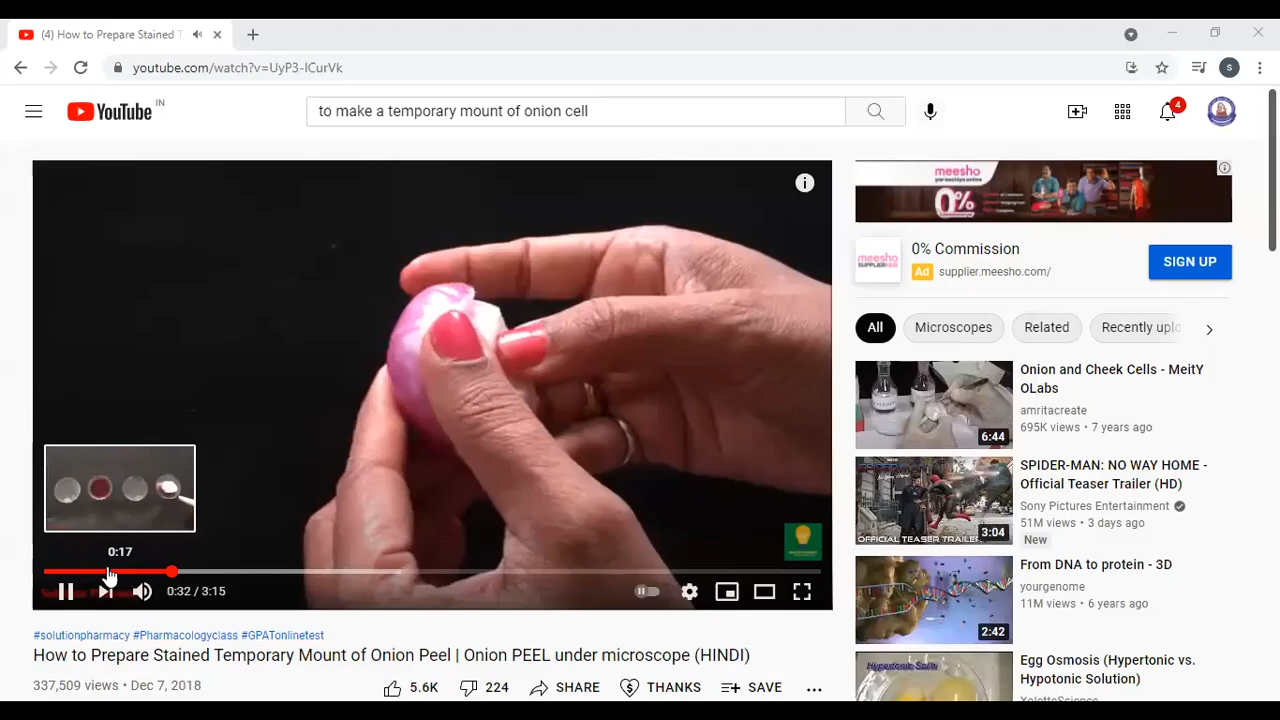 (4) How to Prepare Stained T
youtube.com/watch?v=UyP3-ICurVk
S
YouTube IN
to make a temporary mount of onion cell
4
meesho
0%
meesho
0% Commission
Ad supplier.meesho.com/
SIGN UP
All
Microscopes
Related
Recently uplo
Onion and Cheek Cells - MeitY
OLabs
amritacreate
695K views • 7 years ago
6:44
SPIDER-MAN: NO WAY HOME -
Official Teaser Trailer (HD)
Sony Pictures Entertainment
51M views • 3 days ago
New
OFFICIAL TEASER TRAILER
3:04
From DNA to protein - 3D
yourgenome
11M views • 6 years ago
2:42
Egg Osmosis (Hypertonic vs.
Hypotonic Solution)
0:17
0:32 / 3:15
#solutionpharmacy #Pharmacologyclass #GPATonlinetest
How to Prepare Stained Temporary Mount of Onion Peel | Onion PEEL under microscope (HINDI)
337,509 views • Dec 7, 2018
5.6K
224
SHARE
THANKS
SAVE